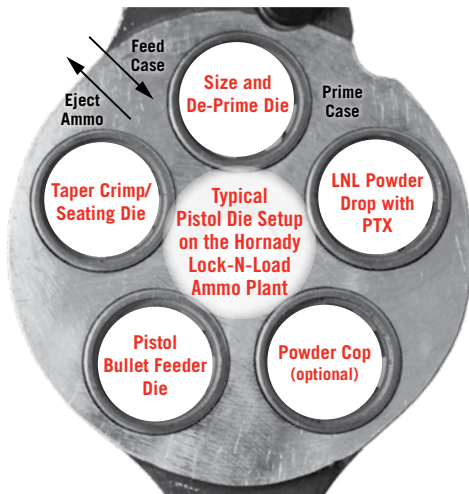 Feed
Case
Eject
Ammo
Size and
De-Prime Die
Prime
Case
Taper Crimp/
Seating Die
Typical
Pistol Die Setup
on the Hornady
Lock-N-Load
Ammo Plant
LNL Powder
Drop with
PTX
Pistol
Bullet Feeder
Die
Powder Cop
(optional)